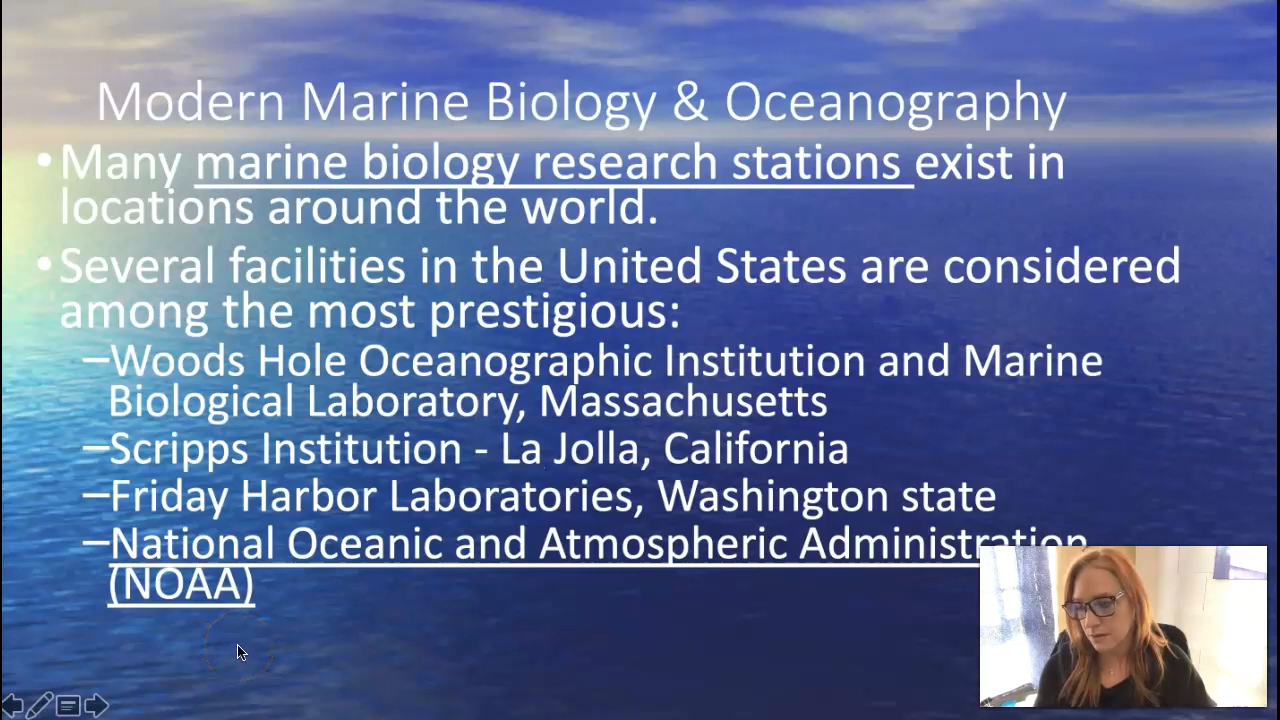 Modern Marine Biology & Oceanography
•Many marine biology research stations exist in
locations around the world.
•Several facilities in the United States are considered
among the most prestigious:
–Woods Hole Oceanographic Institution and Marine
Biological Laboratory, Massachusetts
–Scripps Institution - La Jolla, California
–Friday Harbor Laboratories, Washington state
–National Oceanic and Atmospheric Administration
(NOAA)